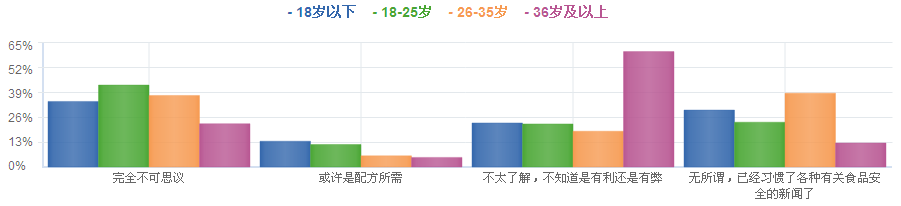 - 18岁以下 - 18-25岁 - 26-35岁 - 36岁及以上
65%
52%
39%
26%
13%
0%
完全不可思议 或许是配方所需 不太了解，不知道是有利还是有弊 无所谓，已经习惯了各种有关食品安
全的新闻了